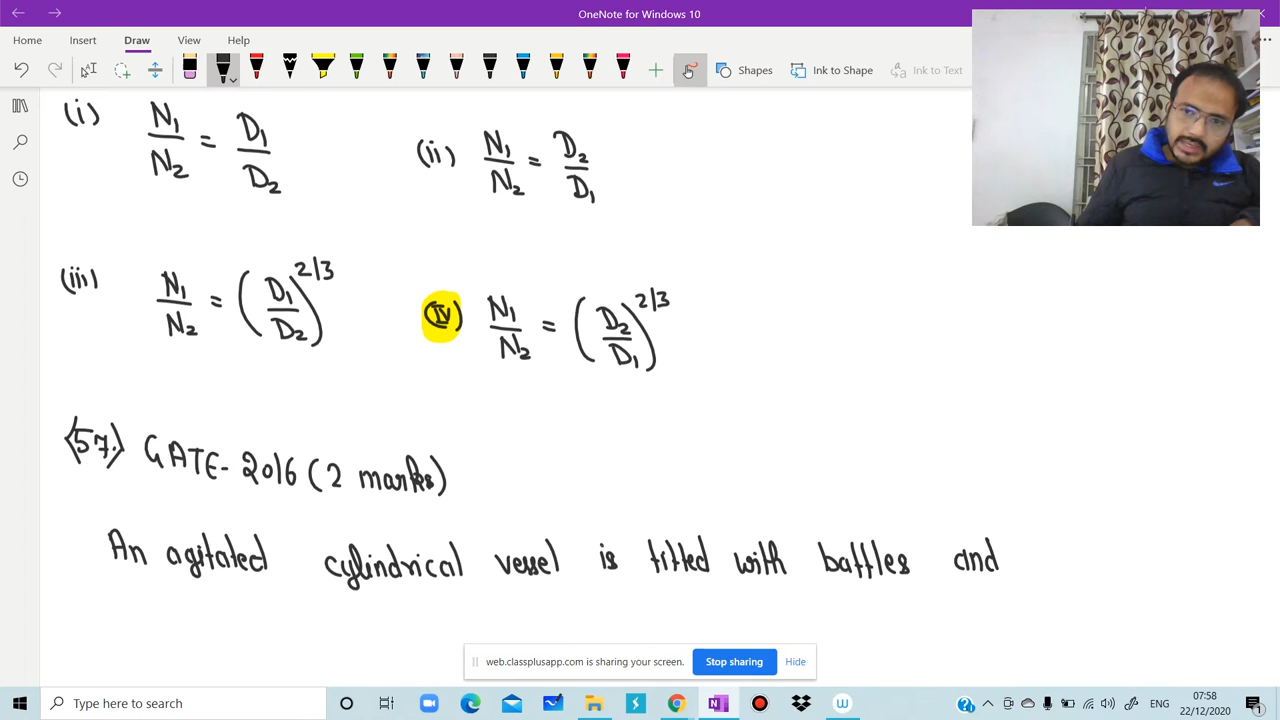 OneNote for Windows 10
Home Insert Draw View Help
Shapes Ink to Shape Ink to Text
(i) N1/N2 = D1/D2 (ii) N1/N2 = D2/D1
(iii) N1/N2 = (D1/D2)^2/3 (iv) N1/N2 = (D2/D1)^2/3
<57.> GATE-2016 (2 marks)
An agitated cylindrical vessel is fitted with baffles and
web.classplusapp.com is sharing your screen. Stop sharing Hide
Type here to search
ENG 07:58
22/12/2020